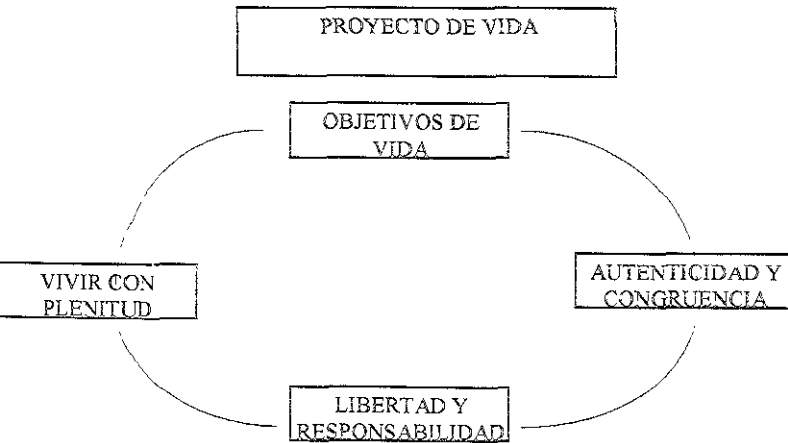 PROYECTO DE VIDA
OBJETIVOS DE
VIDA
VIVIR CON
PLENITUD
AUTENTICIDAD Y
CONGRUENCIA
LIBERTAD Y
RESPONSABILIDAD